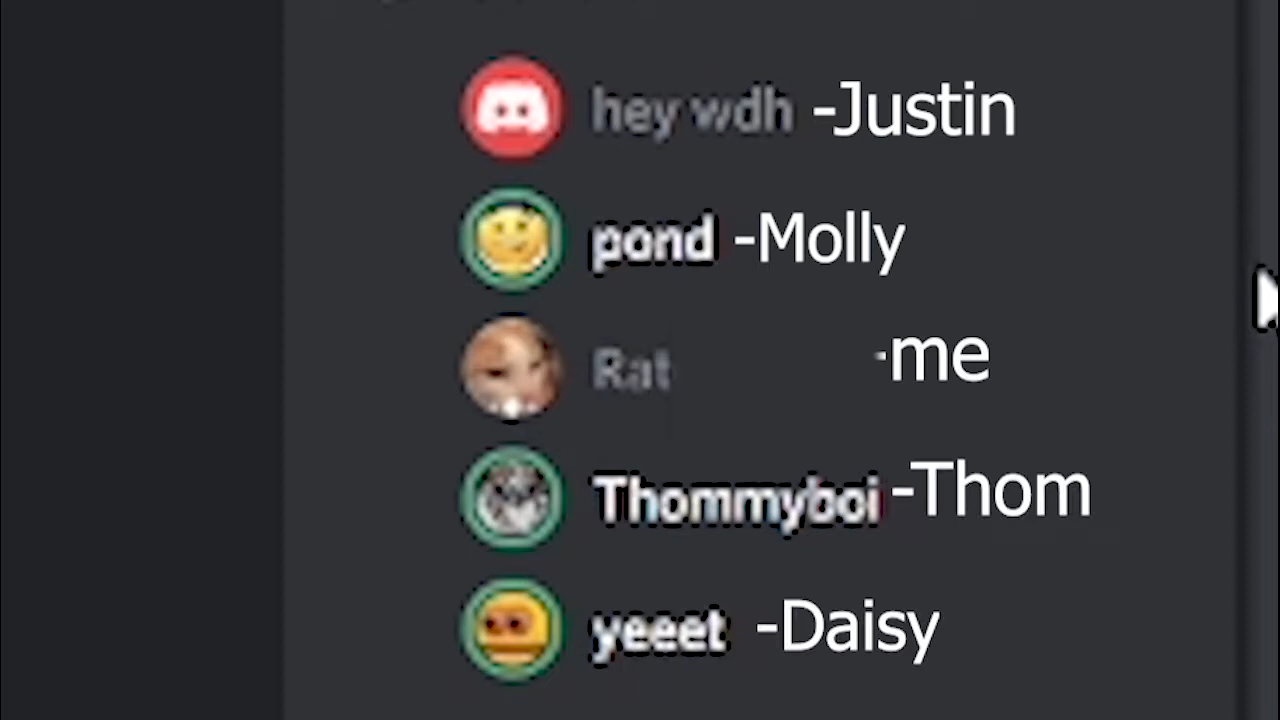 hey wdh -Justin
pond -Molly
Rat -me
Thommyboi -Thom
yeeet -Daisy